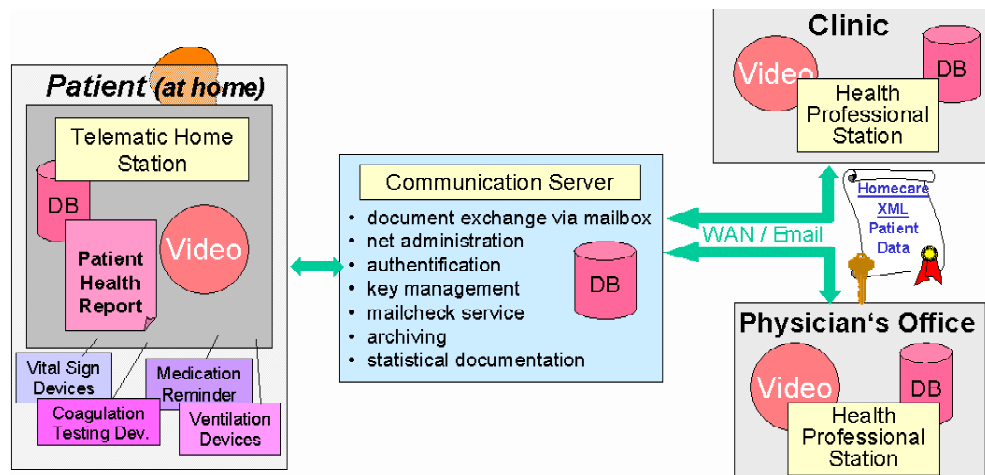 Patient (at home)
Telematic Home
Station
DB
Video
Patient
Health
Report
Vital Sign
Devices
Medication
Reminder
Coagulation
Testing Dev.
Ventilation
Devices
Communication Server
• document exchange via mailbox
• net administration
• authentification
• key management
• mailcheck service
• archiving
• statistical documentation
DB
WAN / Email
Clinic
Video
DB
Health
Professional
Station
Homecare
XML
Patient
Data
Physician‘s Office
Video
DB
Health
Professional
Station